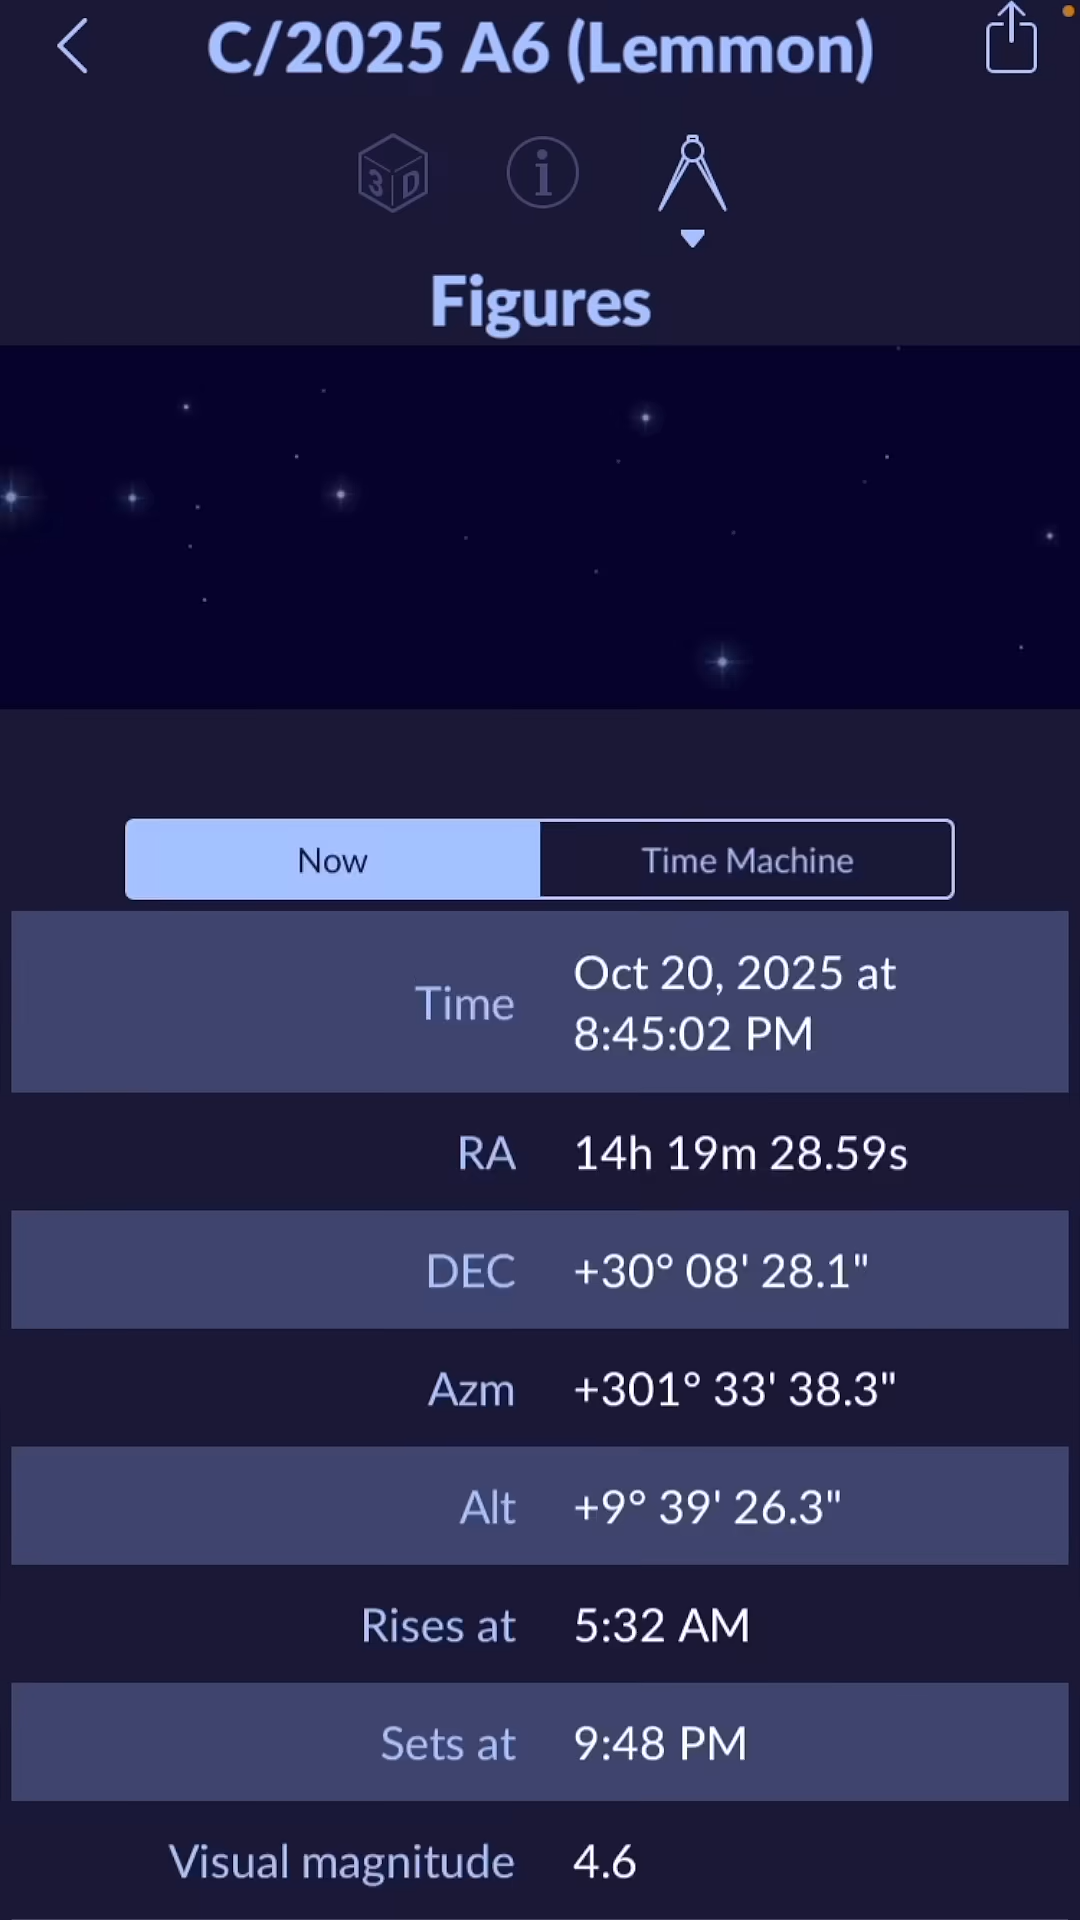 C/2025 A6 (Lemmon)
3D
i
Figures
Now Time Machine
Time Oct 20, 2025 at
8:45:02 PM
RA 14h 19m 28.59s
DEC +30° 08' 28.1"
Azm +301° 33' 38.3"
Alt +9° 39' 26.3"
Rises at 5:32 AM
Sets at 9:48 PM
Visual magnitude 4.6